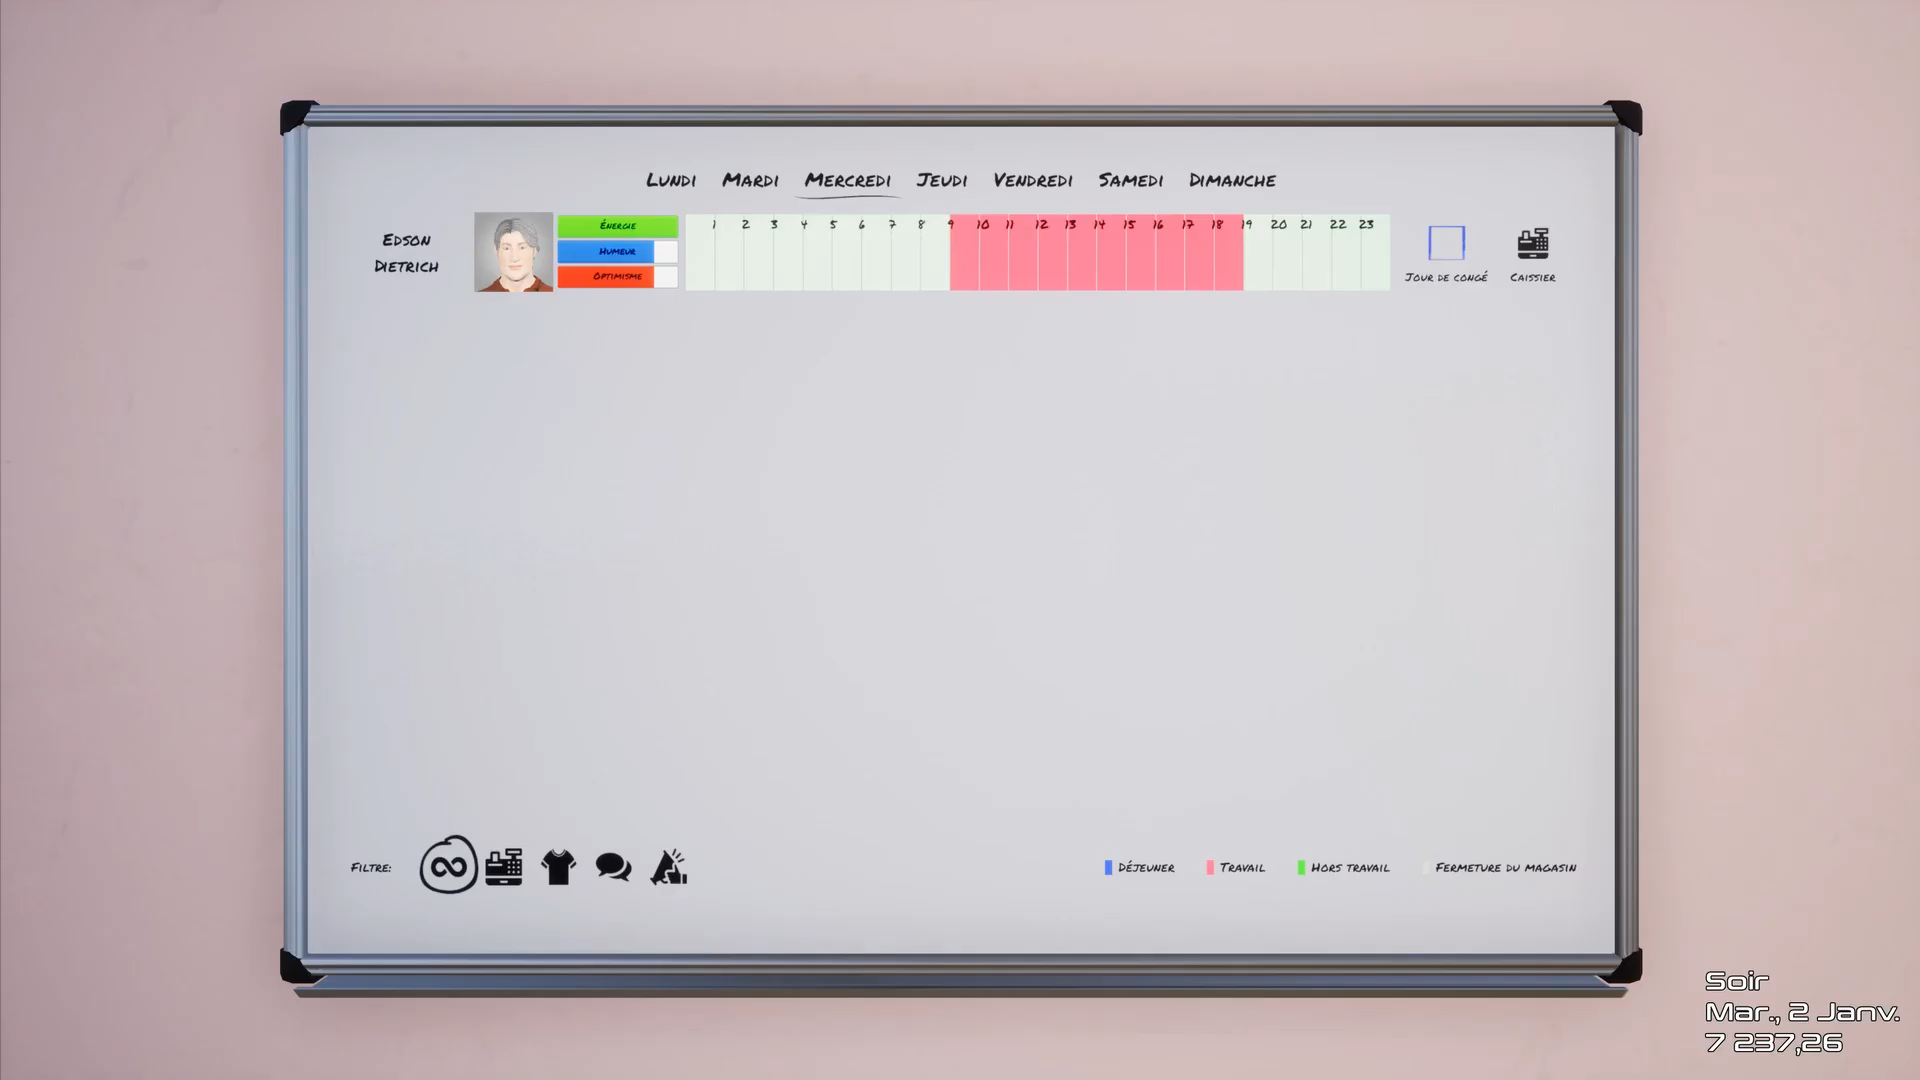 LUNDI MARDI MERCREDI JEUDI VENDREDI SAMEDI DIMANCHE
EDSON
DIETRICH
ÉNERGIE
HUMEUR
OPTIMISME
1 2 3 4 5 6 7 8 9 10 11 12 13 14 15 16 17 18 19 20 21 22 23
JOUR DE CONGÉ
CAISSIER
FILTRE:
DÉJEUNER
TRAVAIL
HORS TRAVAIL
FERMETURE DU MAGASIN
Soir
Mar., 2 Janv.
7 237,26